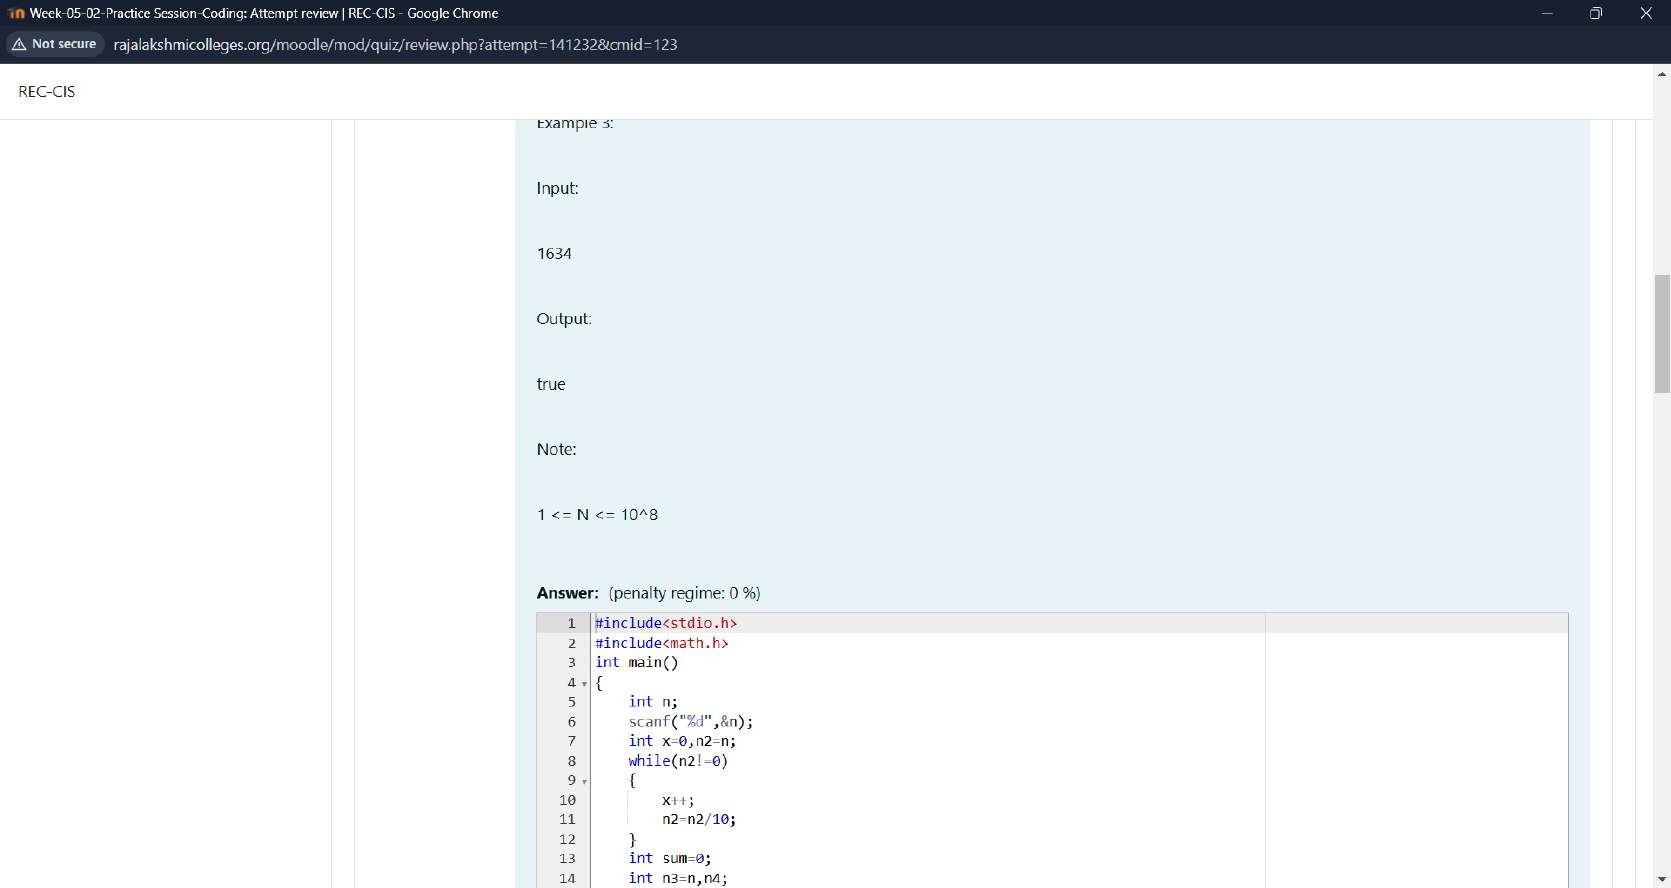 Week-05-02-Practice Session-Coding: Attempt review | REC-CIS - Google Chrome
Not secure rajalakshmicolleges.org/moodle/mod/quiz/review.php?attempt=141232&cmid=123
REC-CIS
Example 3:
Input:
1634
Output:
true
Note:
1 <= N <= 10^8
Answer: (penalty regime: 0 %)
1 #include<stdio.h>
2 #include<math.h>
3 int main()
4 {
5 int n;
6 scanf("%d",&n);
7 int x=0,n2=n;
8 while(n2!=0)
9 {
10 x++;
11 n2=n2/10;
12 }
13 int sum=0;
14 int n3=n,n4;